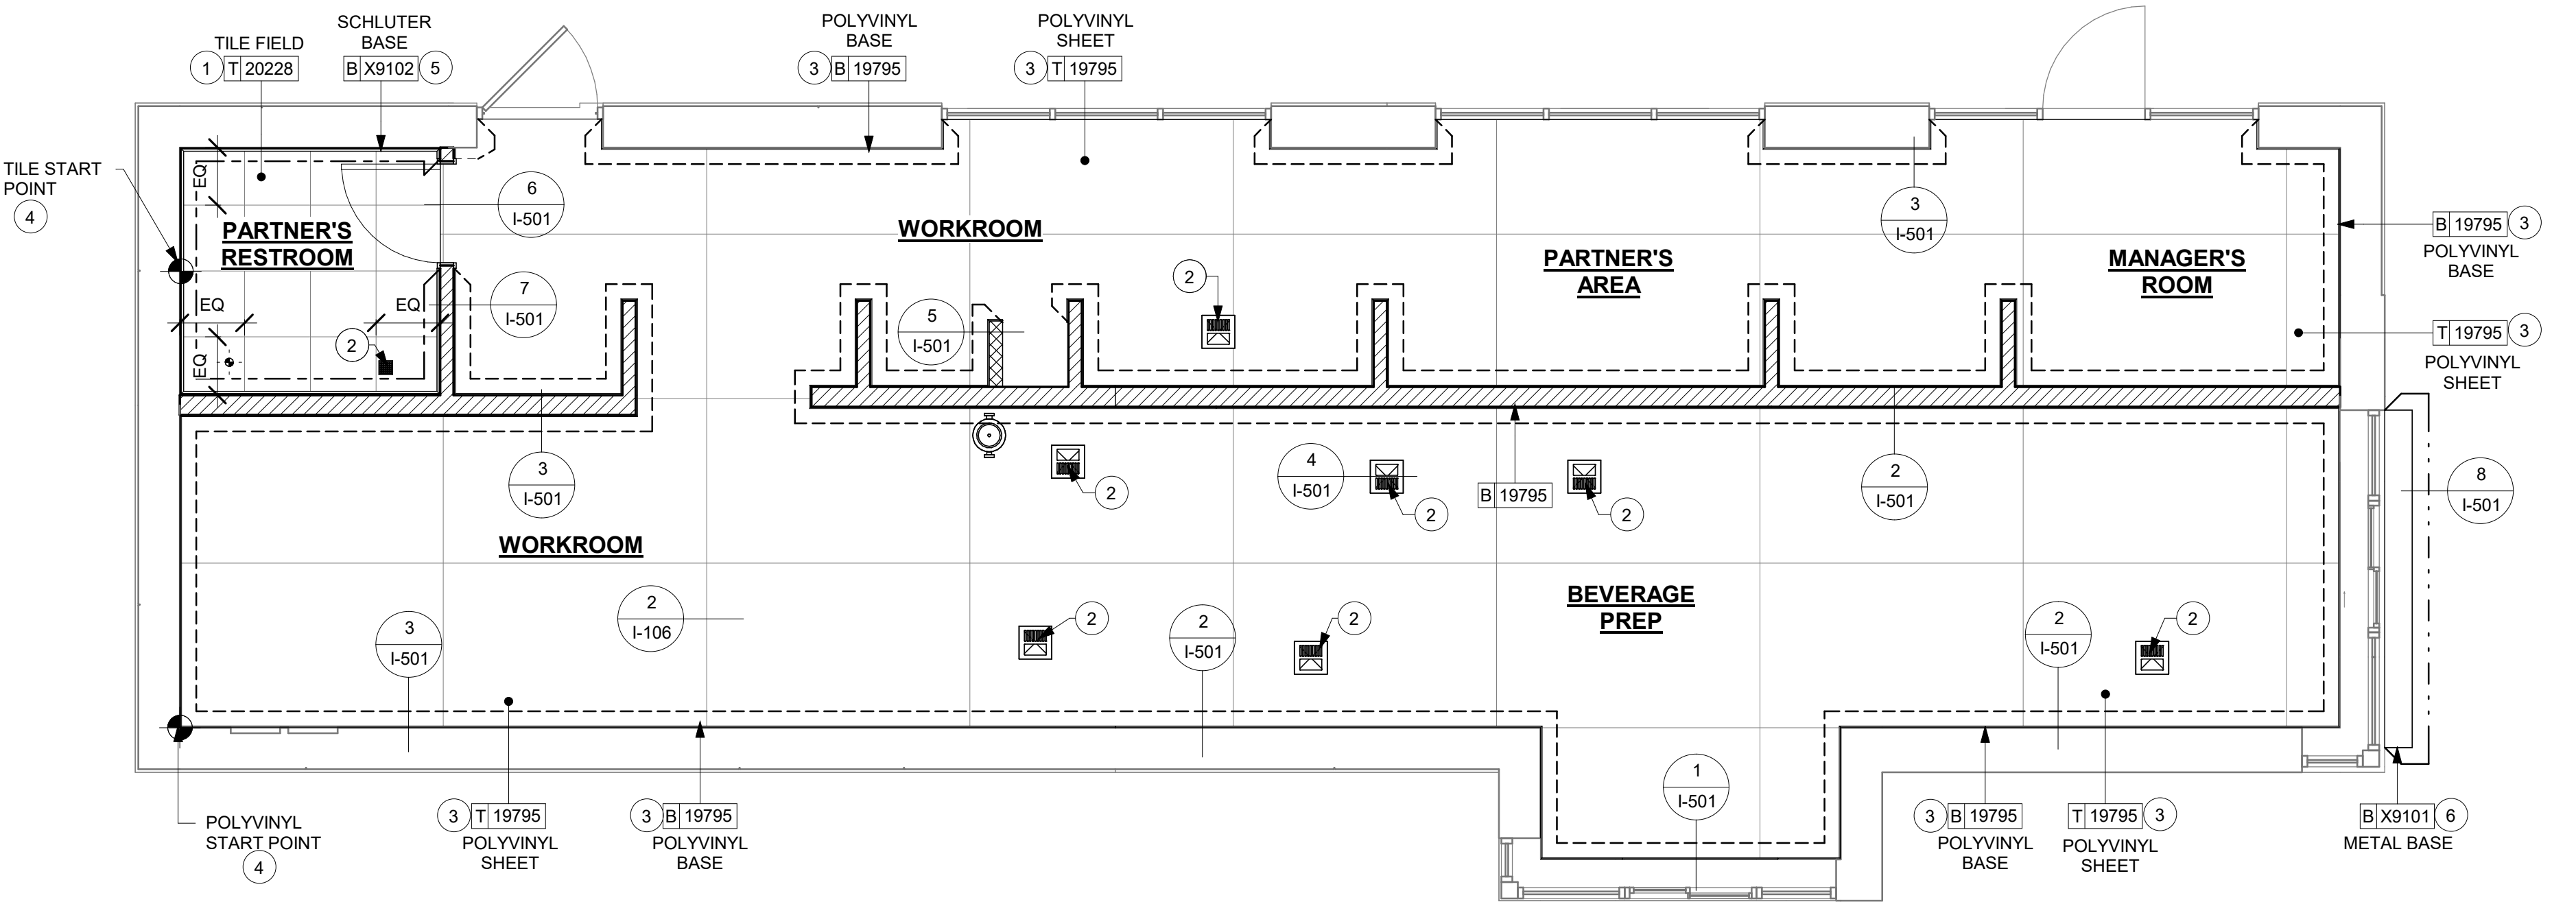 SCHLUTER
BASE
B X9102 5
TILE FIELD
1 T 20228
POLYVINYL
BASE
3 B 19795
POLYVINYL
SHEET
3 T 19795
TILE START
POINT
4
EQ
PARTNER'S
RESTROOM
EQ
EQ
EQ
2
6
I-501
7
I-501
WORKROOM
5
I-501
2
PARTNER'S
AREA
3
I-501
MANAGER'S
ROOM
B 19795 3
POLYVINYL
BASE
T 19795 3
POLYVINYL
SHEET
3
I-501
2
4
I-501
2
B 19795
2
2
I-501
8
I-501
WORKROOM
3
I-501
2
I-106
2
2
I-501
2
BEVERAGE
PREP
2
I-501
2
1
I-501
POLYVINYL
START POINT
4
3 T 19795
POLYVINYL
SHEET
3 B 19795
POLYVINYL
BASE
3 B 19795
POLYVINYL
BASE
T 19795 3
POLYVINYL
SHEET
B X9101 6
METAL BASE